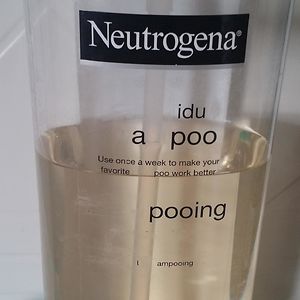 Neutrogena®
idu
a poo
Use once a week to make your
favorite poo work better
pooing
l ampooing